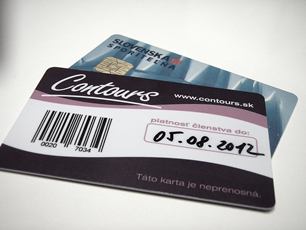 SLOVENSKÁ
SPORITEĽŇA
Contours
www.contours.sk
platnosť členstva do:
05.08.2012
0020 7034
Táto karta je neprenosná.